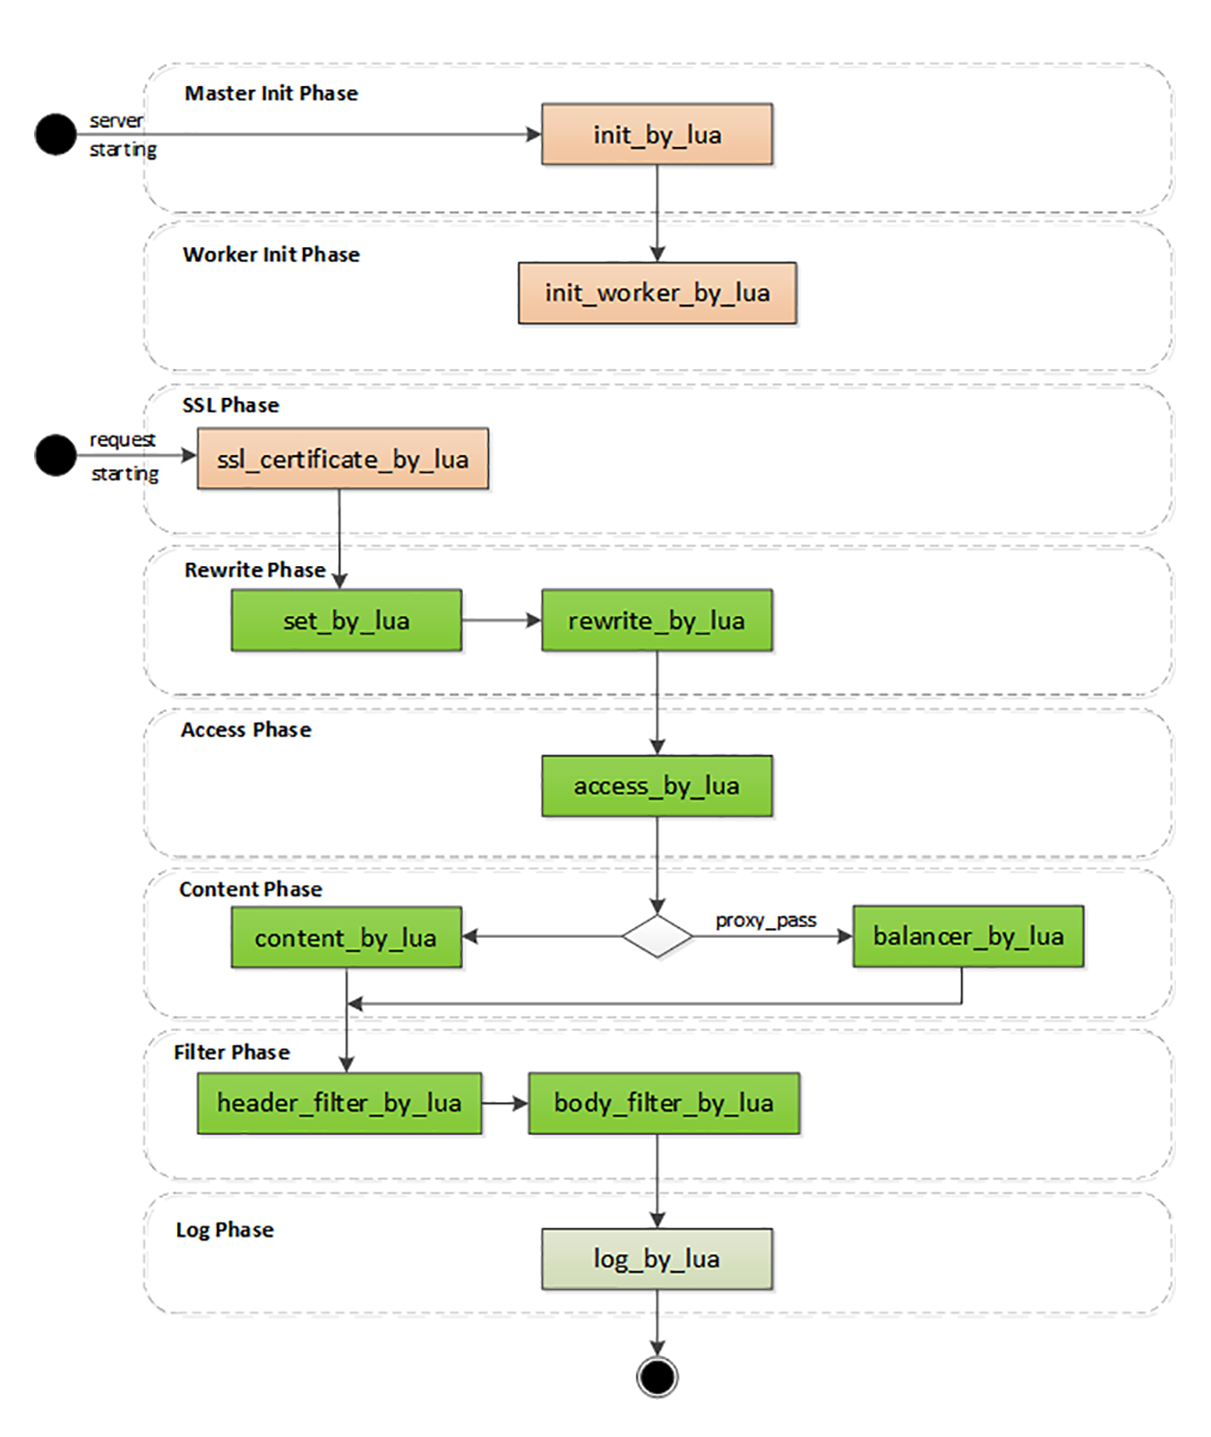 Master Init Phase
server
starting
init_by_lua
Worker Init Phase
init_worker_by_lua
SSL Phase
request
starting
ssl_certificate_by_lua
Rewrite Phase
set_by_lua
rewrite_by_lua
Access Phase
access_by_lua
Content Phase
content_by_lua
proxy_pass
balancer_by_lua
Filter Phase
header_filter_by_lua
body_filter_by_lua
Log Phase
log_by_lua